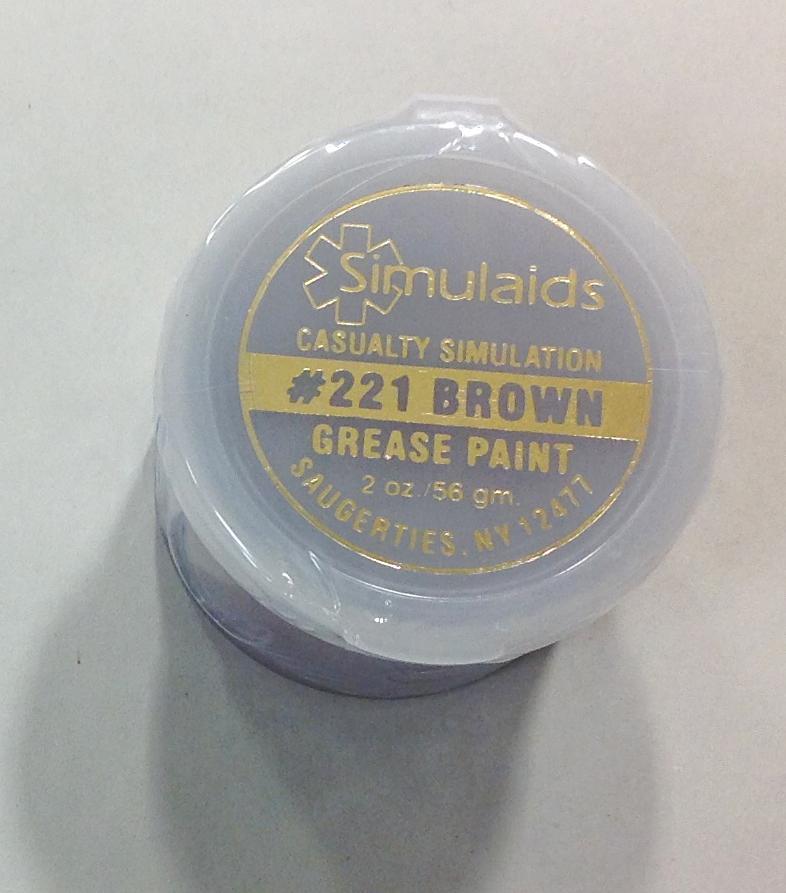 Simulaids
CASUALTY SIMULATION
#221 BROWN
GREASE PAINT
2 oz./56 gm.
SAUGERTIES, NY 12477